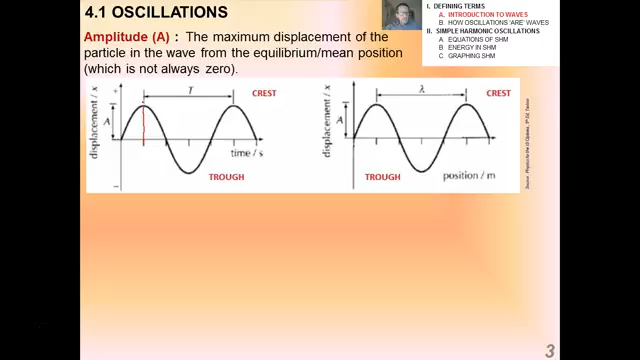 4.1 OSCILLATIONS
I. DEFINING TERMS
A. INTRODUCTION TO WAVES
B. HOW OSCILLATIONS 'ARE' WAVES
II. SIMPLE HARMONIC OSCILLATIONS
A EQUATIONS OF SHM
B ENERGY IN SHM
C. GRAPHING SHM
Amplitude (A) : The maximum displacement of the
particle in the wave from the equilibrium/mean position
(which is not always zero).
displacement / x
+
A
T
CREST
time / s
TROUGH
−
displacement / x
A
λ
CREST
TROUGH
position / m
3